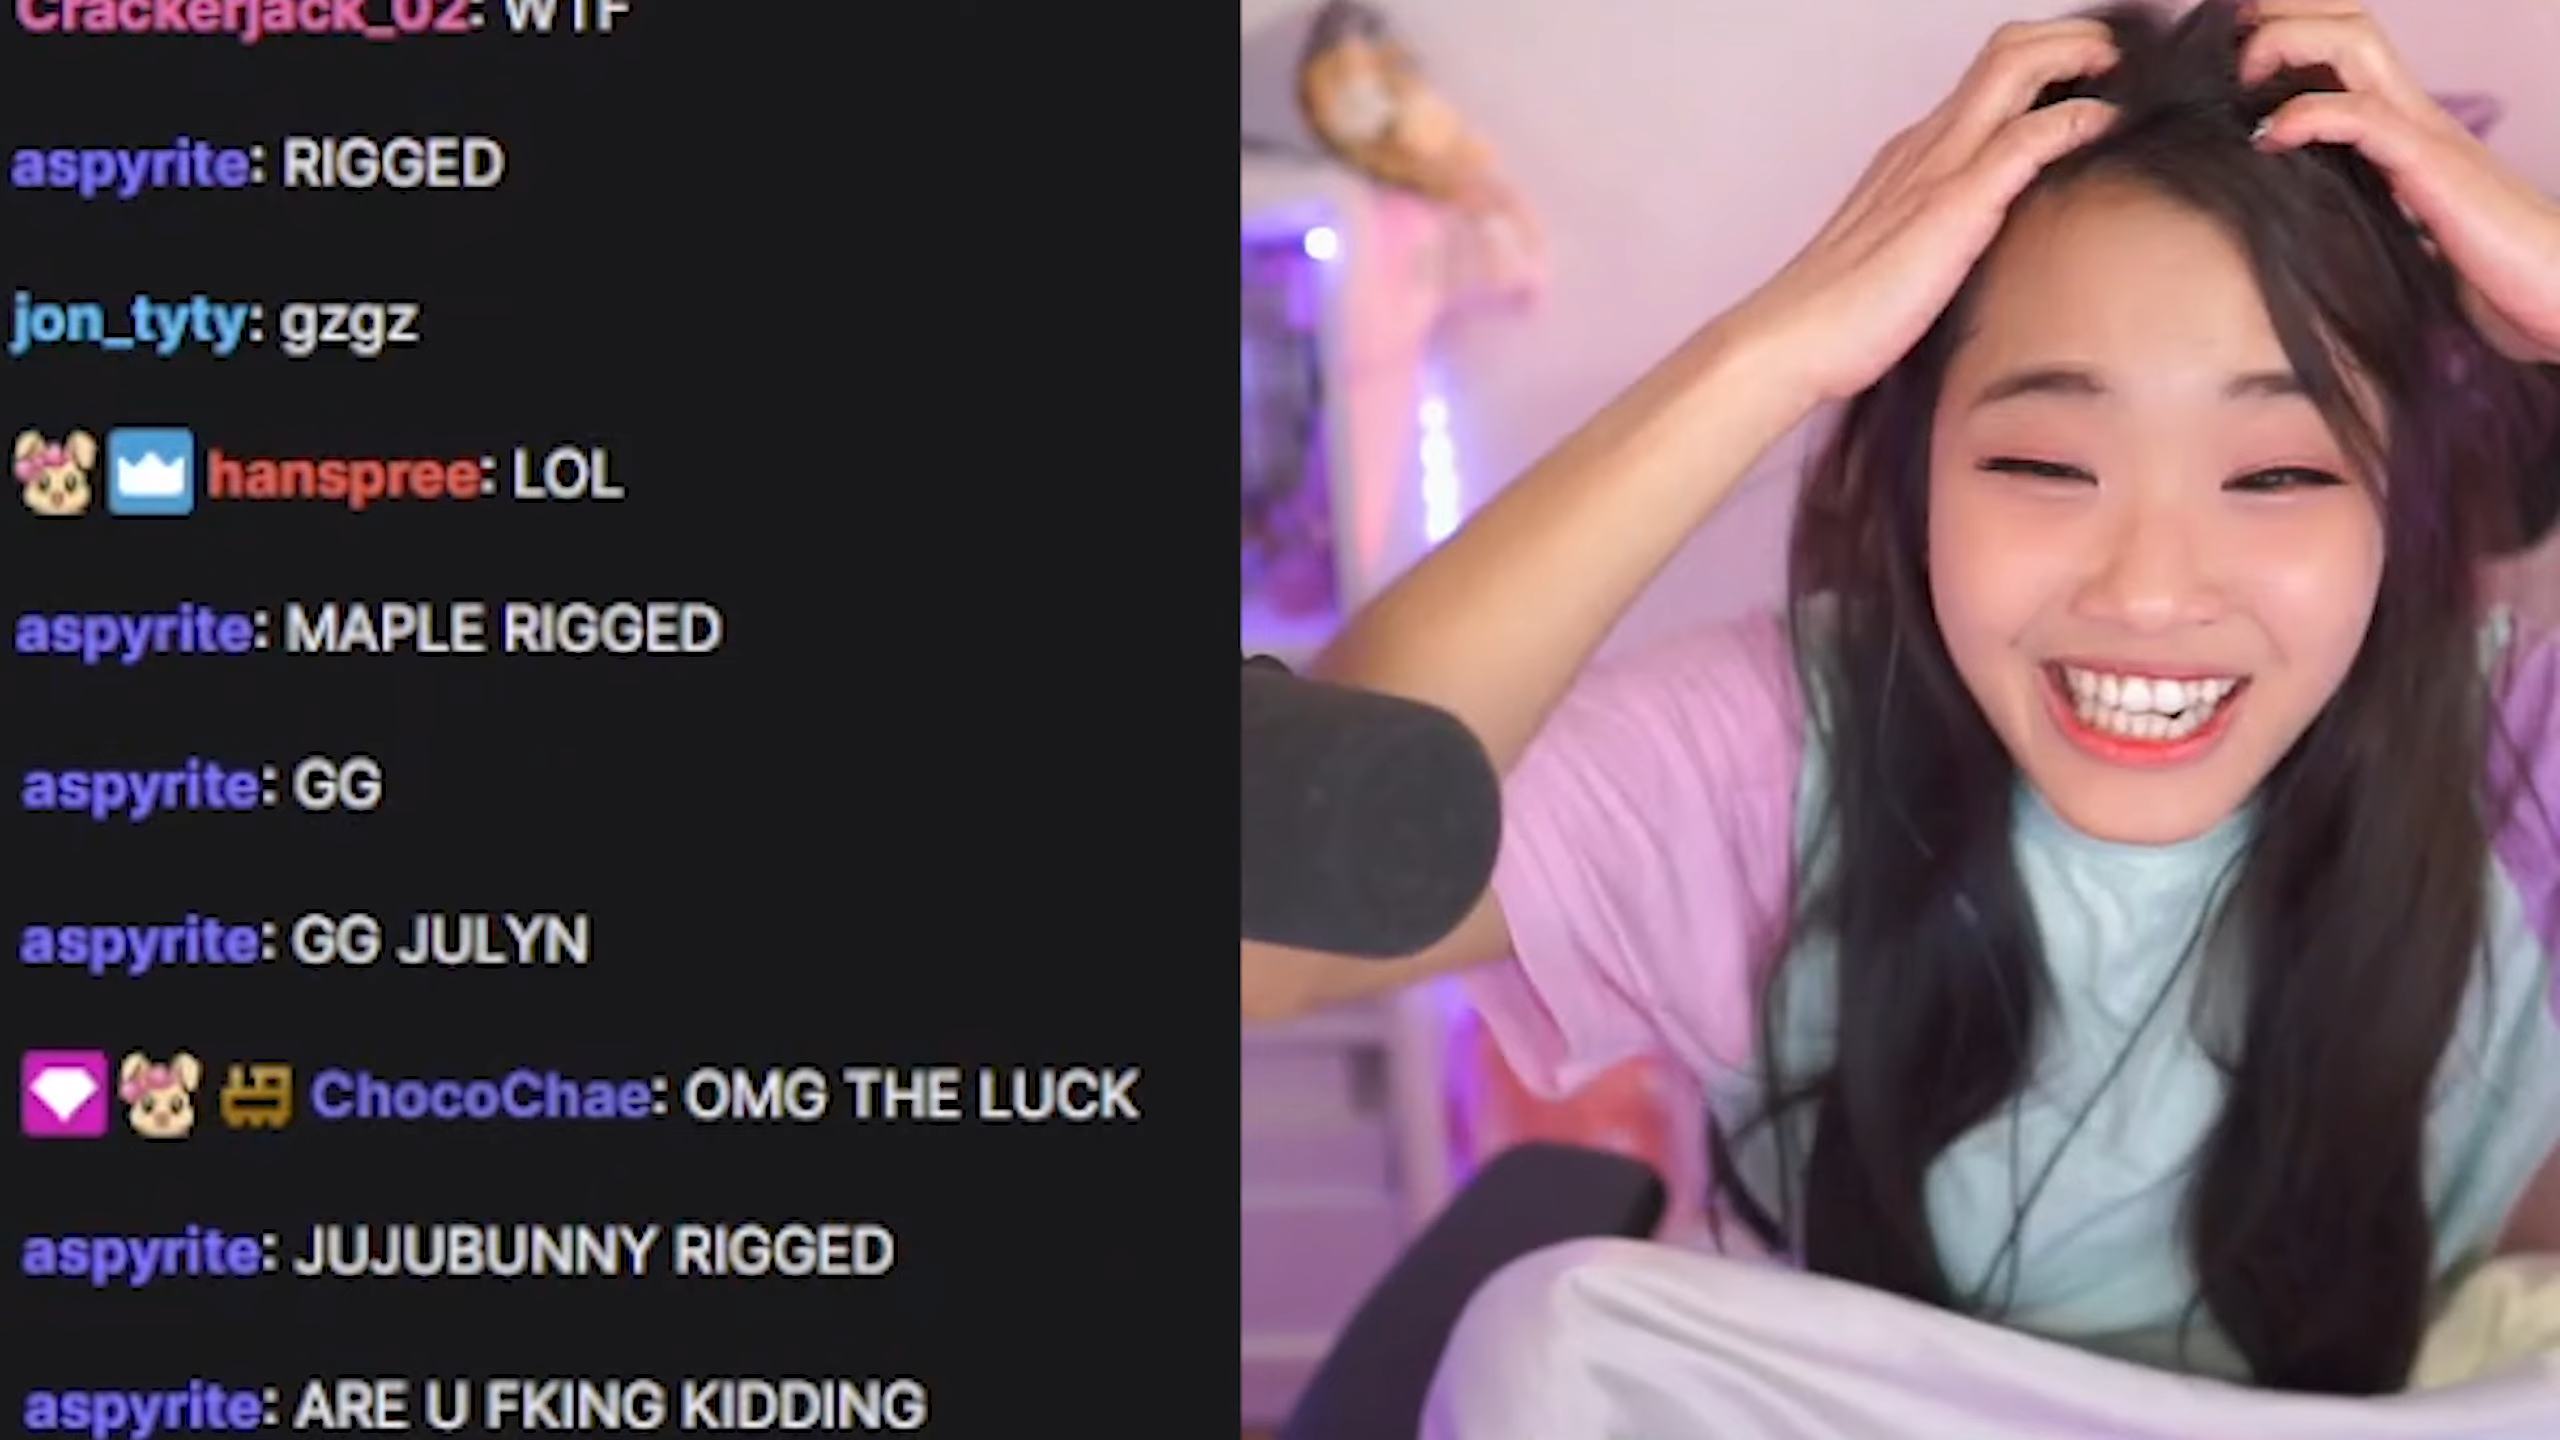 Crackerjack_02: WTF
aspyrite: RIGGED
jon_tyty: gzgz
hanspree: LOL
aspyrite: MAPLE RIGGED
aspyrite: GG
aspyrite: GG JULYN
ChocoChae: OMG THE LUCK
aspyrite: JUJUBUNNY RIGGED
aspyrite: ARE U FKING KIDDING